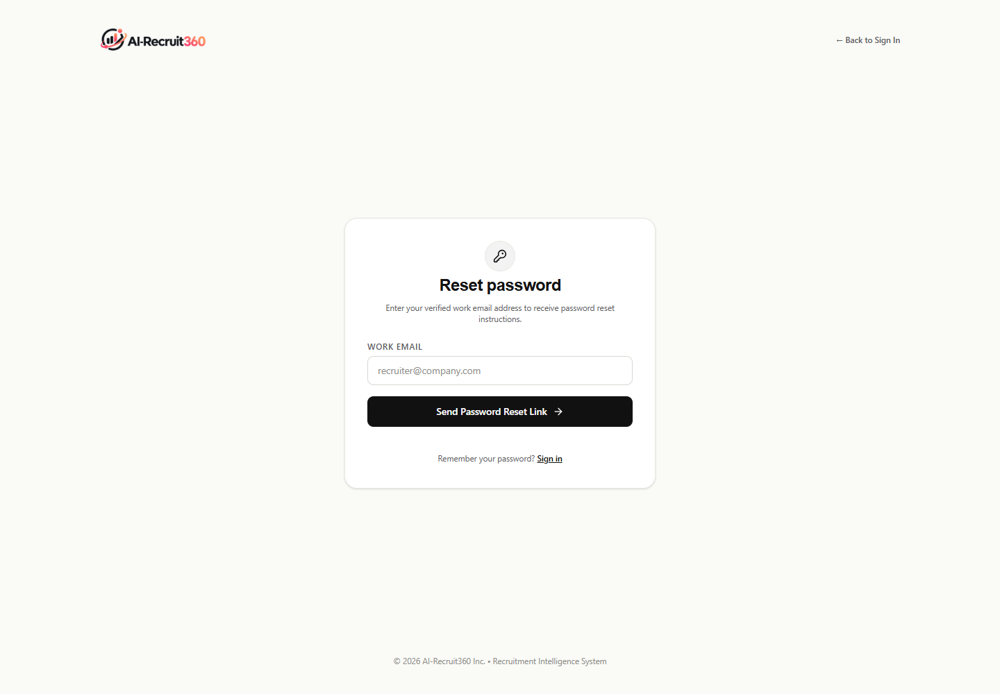 AI-Recruit360
← Back to Sign In
Reset password
Enter your verified work email address to receive password reset
instructions.
WORK EMAIL
recruiter@company.com
Send Password Reset Link →
Remember your password? Sign in
© 2026 AI-Recruit360 Inc. • Recruitment Intelligence System